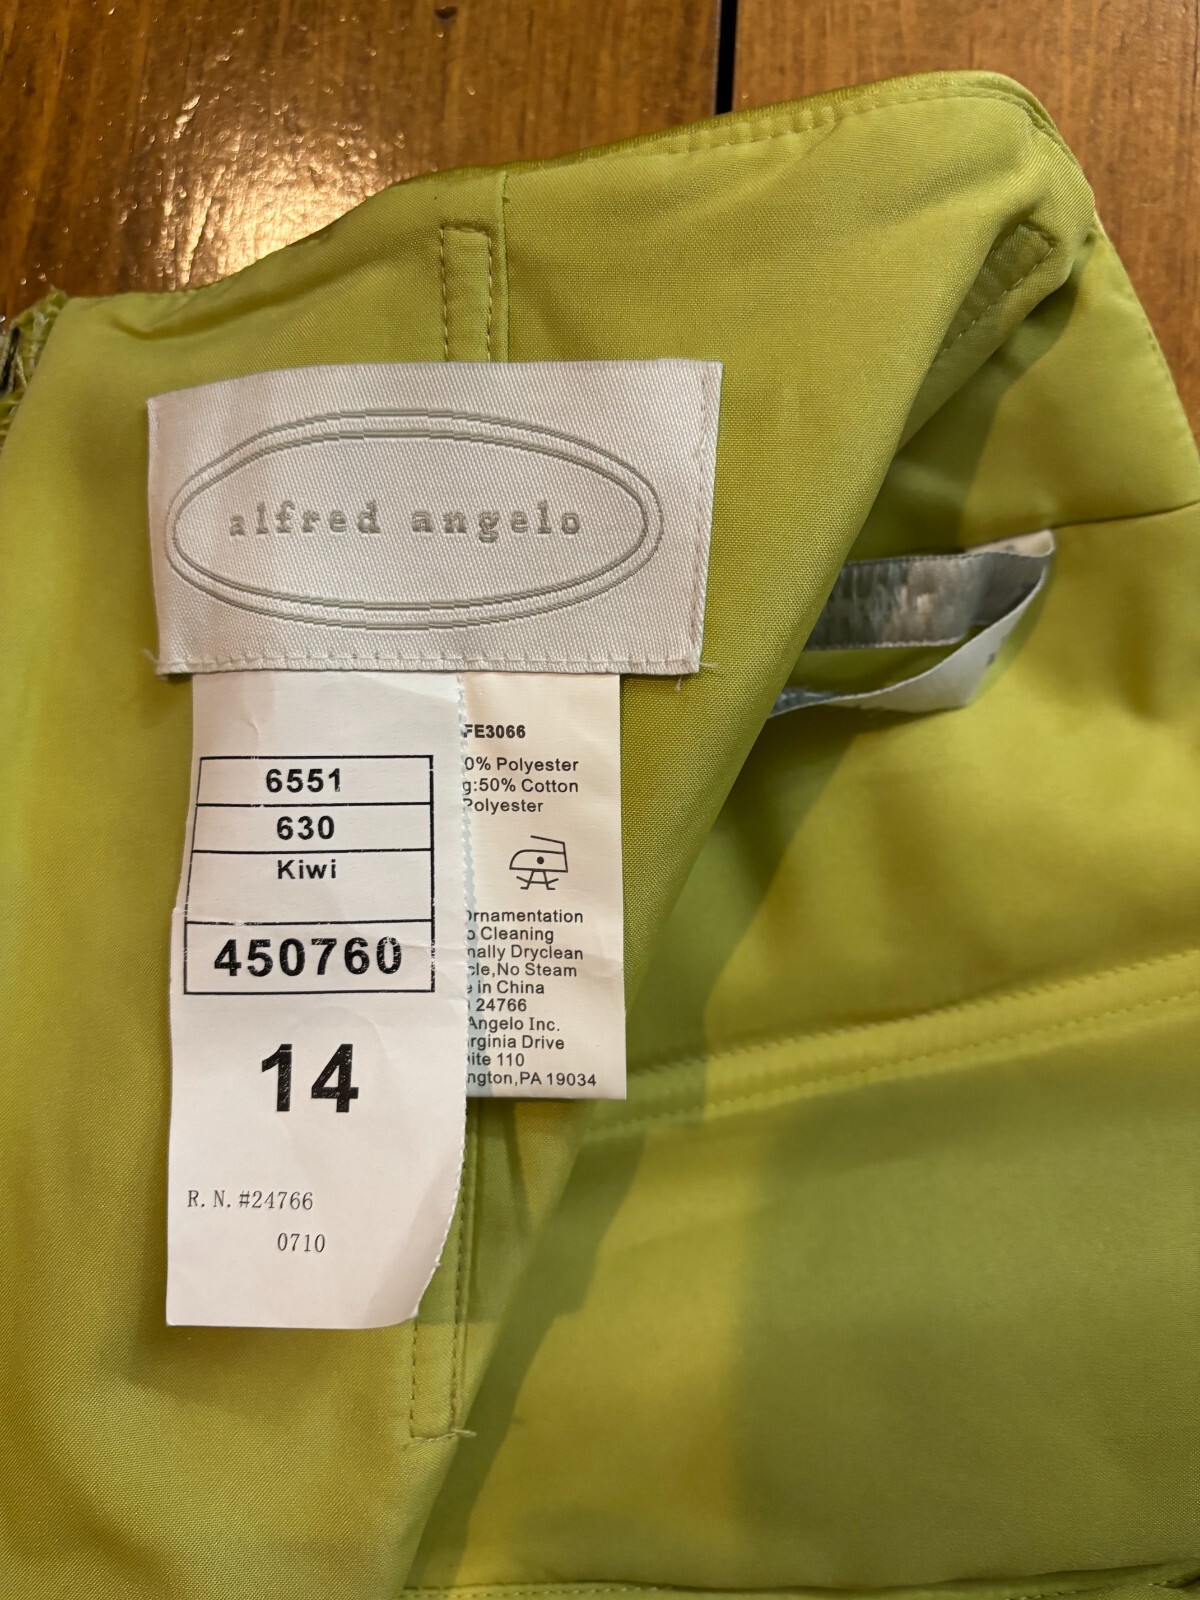 alfred angelo
6551
630
Kiwi
450760
14
R.N.#24766
0710
FE3066
0% Polyester
g:50% Cotton
Polyester
Ornamentation
Cleaning
nally Dryclean
cle,No Steam
e in China
24766
Angelo Inc.
rginia Drive
ite 110
ngton,PA 19034